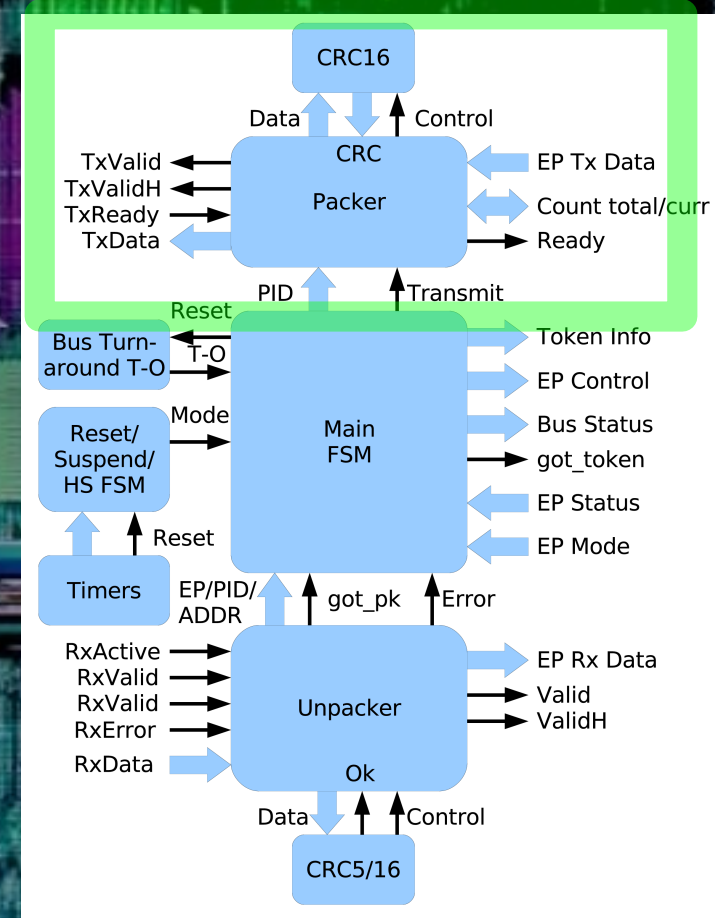 CRC16
Data
Control
CRC
Packer
TxValid
TxValidH
TxReady
TxData
EP Tx Data
Count total/curr
Ready
PID
Transmit
Reset
Bus Turn-
around T-O
T-O
Mode
Reset/
Suspend/
HS FSM
Reset
Timers
Main
FSM
Token Info
EP Control
Bus Status
got_token
EP Status
EP Mode
EP/PID/
ADDR
got_pk
Error
RxActive
RxValid
RxValid
RxError
RxData
Unpacker
Ok
EP Rx Data
Valid
ValidH
Data
Control
CRC5/16